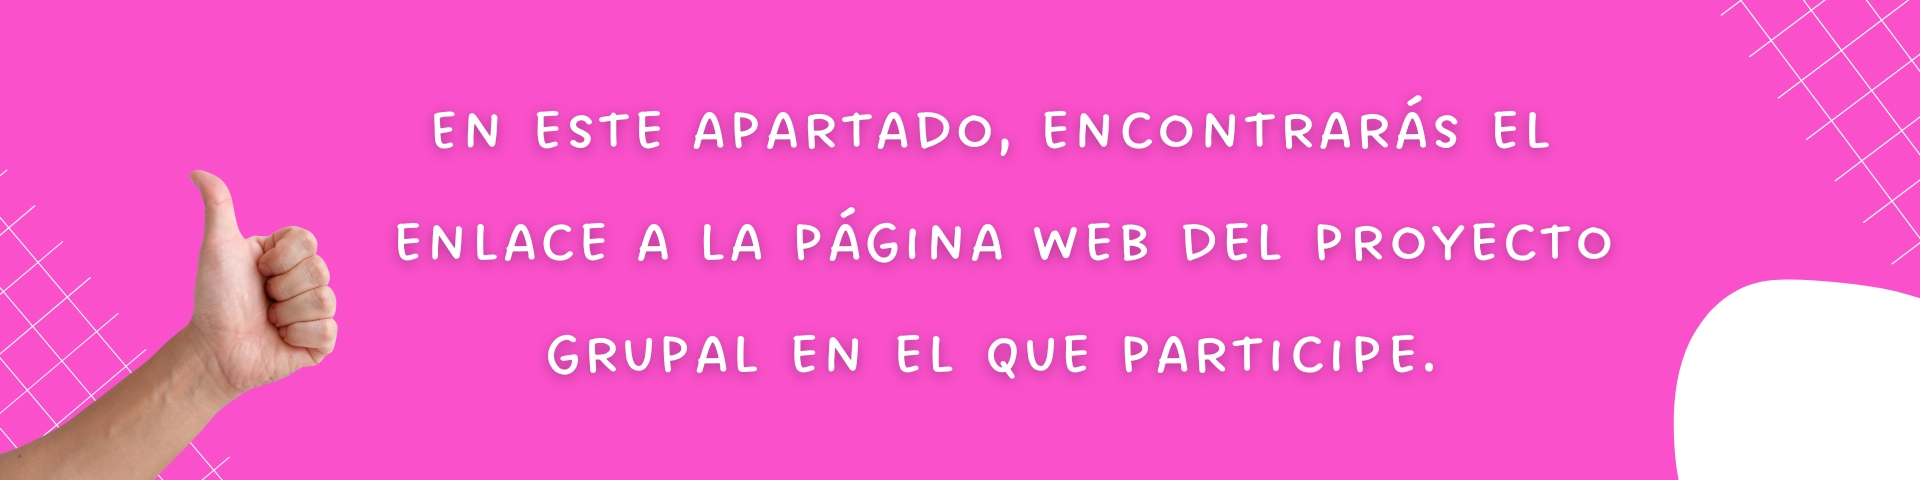 EN ESTE APARTADO, ENCONTRARÁS EL
ENLACE A LA PÁGINA WEB DEL PROYECTO
GRUPAL EN EL QUE PARTICIPE.